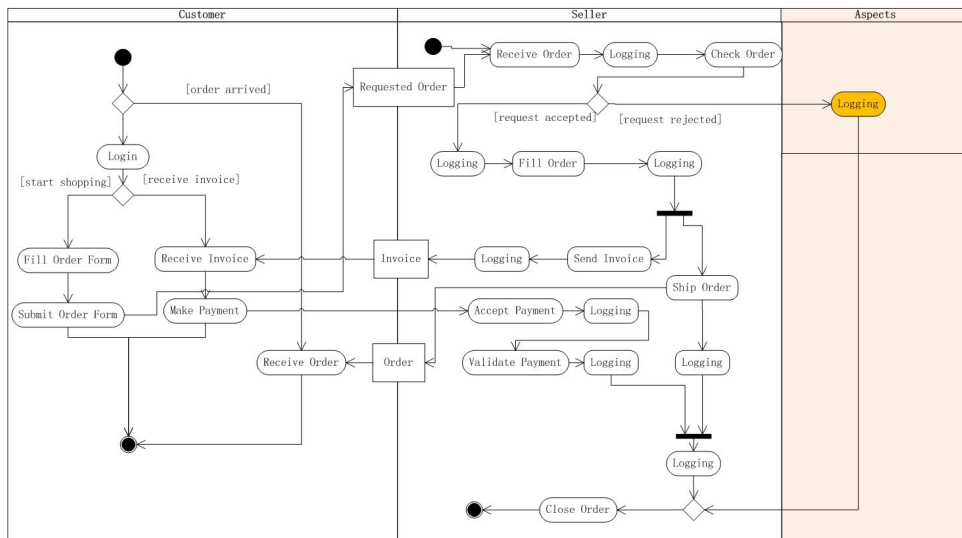 Customer
Seller
Aspects
Receive Order
Logging
Check Order
Requested Order
[order arrived]
Logging
[request accepted]
[request rejected]
Login
Logging
Fill Order
Logging
[start shopping]
[receive invoice]
Fill Order Form
Receive Invoice
Invoice
Logging
Send Invoice
Ship Order
Submit Order Form
Make Payment
Accept Payment
Logging
Receive Order
Order
Validate Payment
Logging
Logging
Logging
Close Order